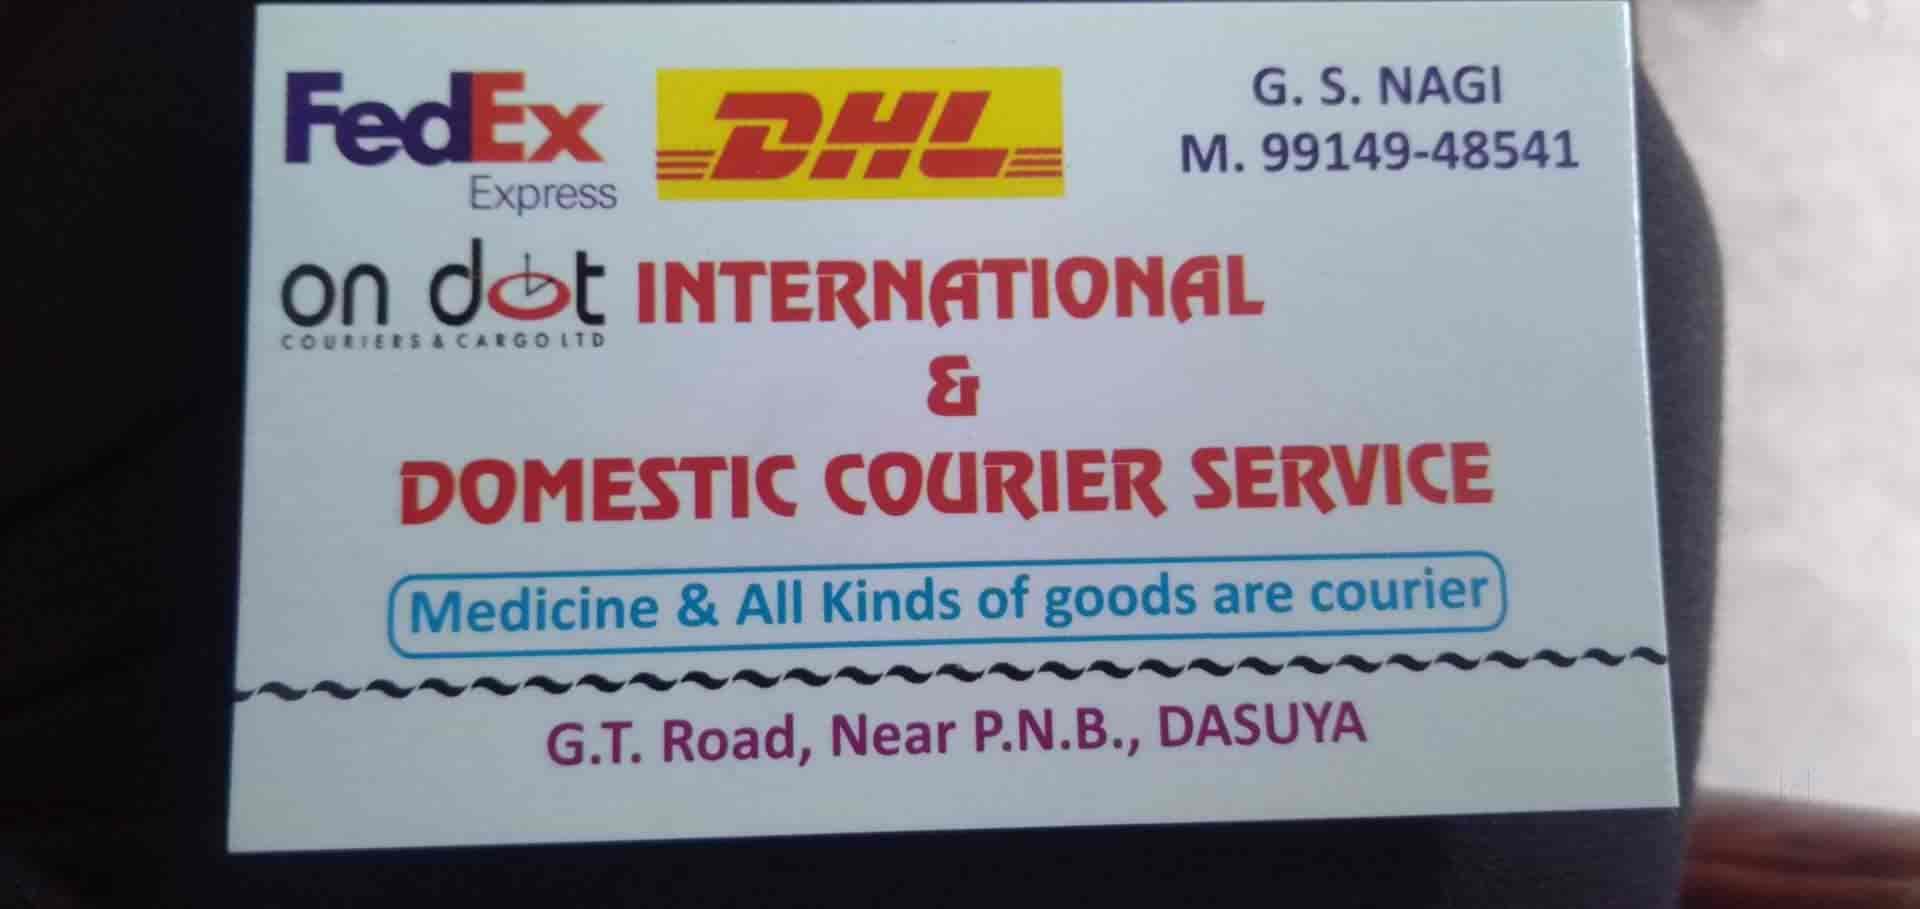 FedEx
Express
DHL
G. S. NAGI
M. 99149-48541
on dot
COURIERS & CARGO LTD
INTERNATIONAL
&
DOMESTIC COURIER SERVICE
Medicine & All Kinds of goods are courier
G.T. Road, Near P.N.B., DASUYA